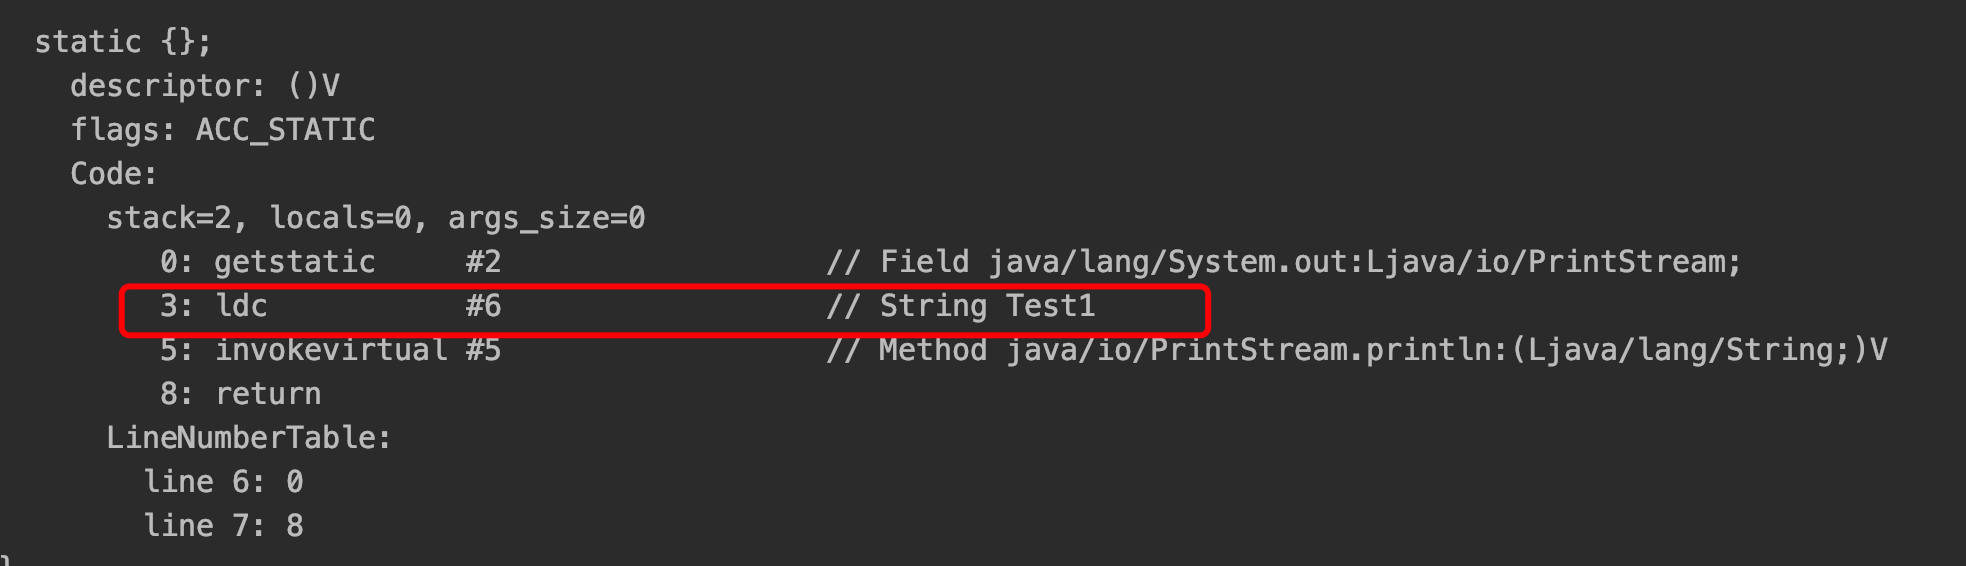 static {};
descriptor: ()V
flags: ACC_STATIC
Code:
stack=2, locals=0, args_size=0
0: getstatic #2 // Field java/lang/System.out:Ljava/io/PrintStream;
3: ldc #6 // String Test1
5: invokevirtual #5 // Method java/io/PrintStream.println:(Ljava/lang/String;)V
8: return
LineNumberTable:
line 6: 0
line 7: 8
}